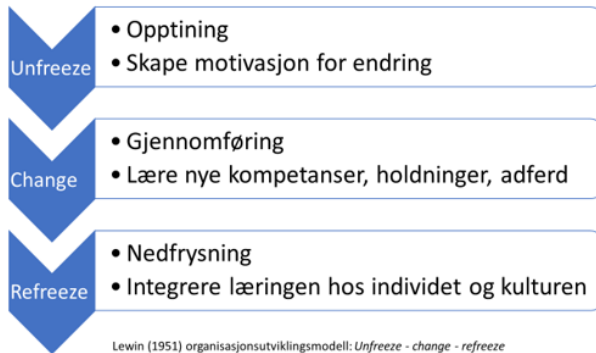 Unfreeze
• Opptining
• Skape motivasjon for endring
Change
• Gjennomføring
• Lære nye kompetanser, holdninger, adferd
Refreeze
• Nedfrysning
• Integrere læringen hos individet og kulturen
Lewin (1951) organisasjonsutviklingsmodell: Unfreeze - change - refreeze